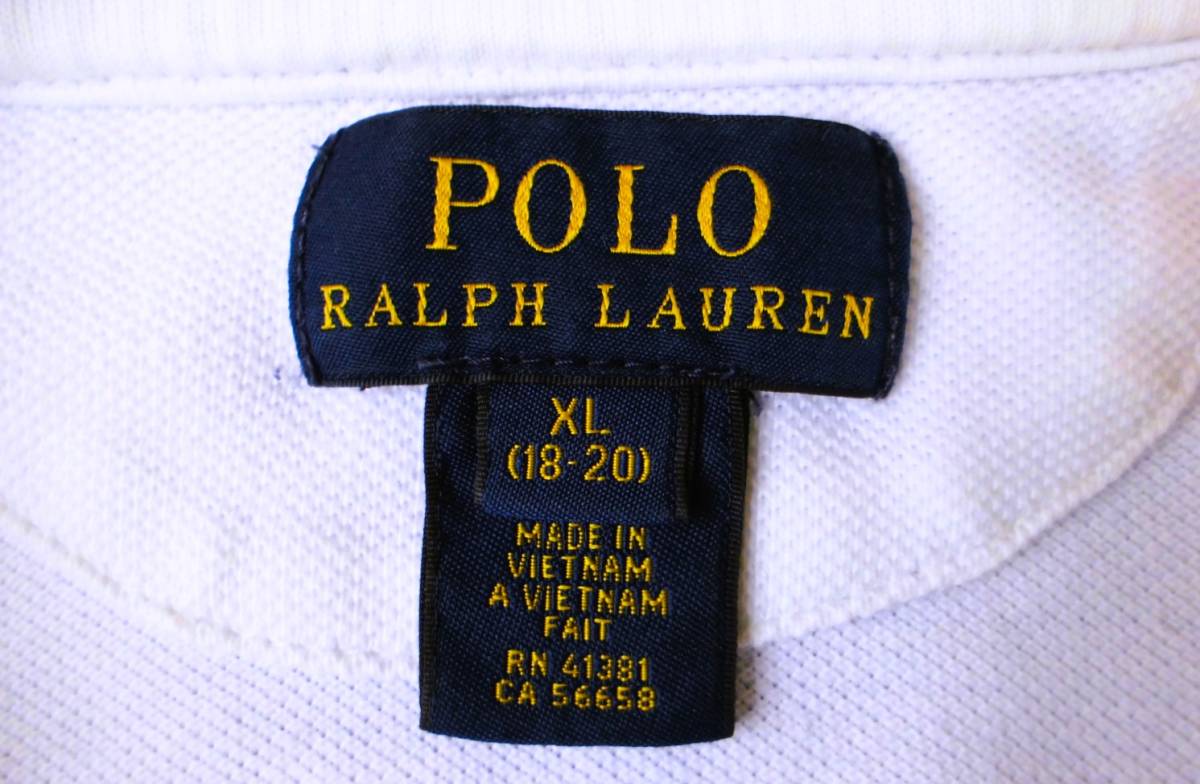 POLO
RALPH LAUREN
XL
(18-20)
MADE IN
VIETNAM
A VIETNAM
FAIT
RN 41381
CA 56658